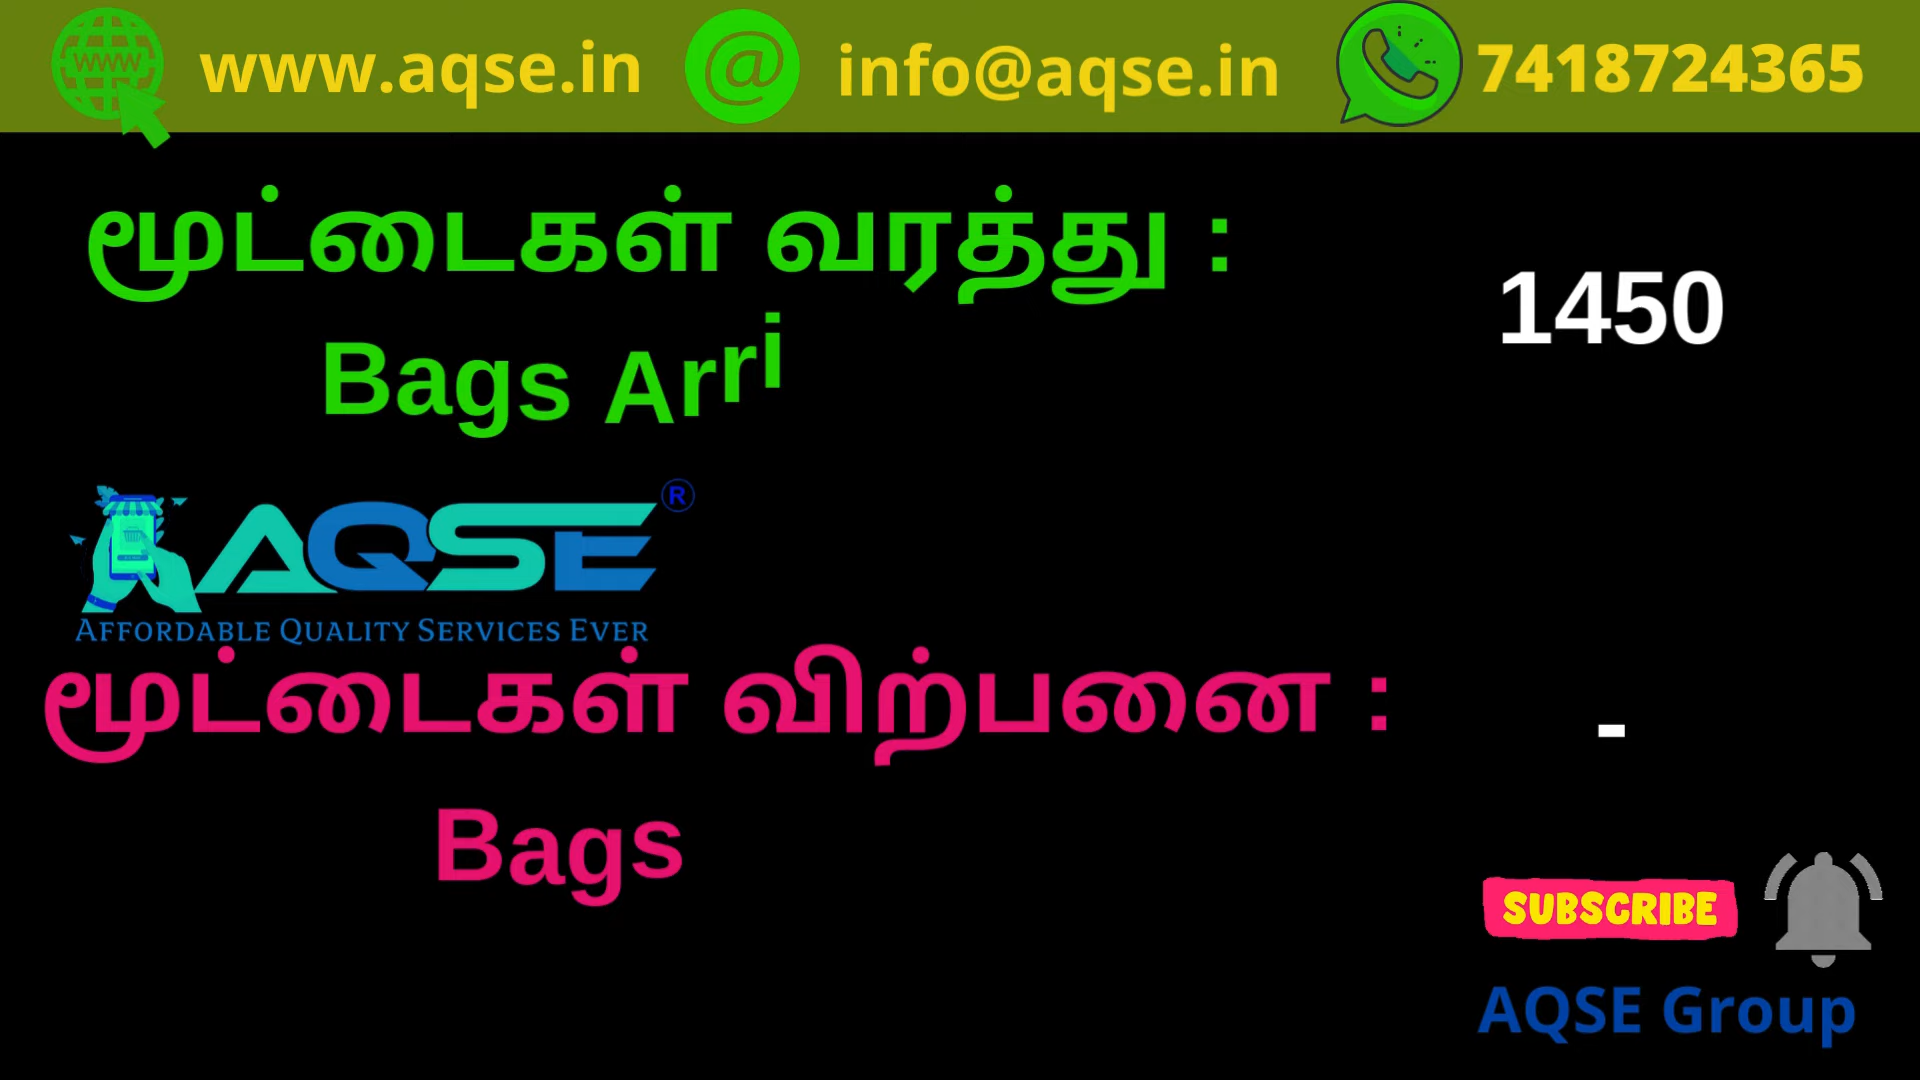 www.aqse.in info@aqse.in 7418724365
மூட்டைகள் வரத்து :
1450
Bags Arri
AQSE ®
AFFORDABLE QUALITY SERVICES EVER
மூட்டைகள் விற்பனை :
-
Bags
SUBSCRIBE
AQSE Group